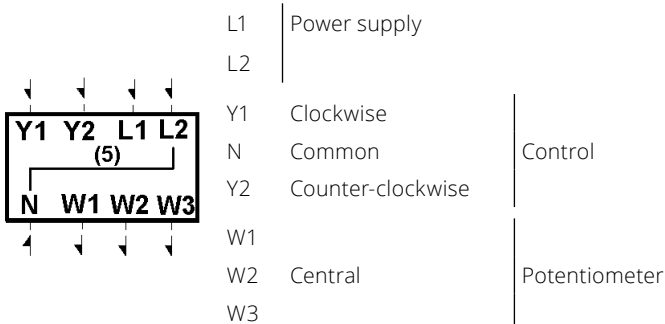 L1 Power supply
L2
Y1 Y2 L1 L2
(5)
N W1 W2 W3
Y1 Clockwise
N Common Control
Y2 Counter-clockwise
W1
W2 Central Potentiometer
W3